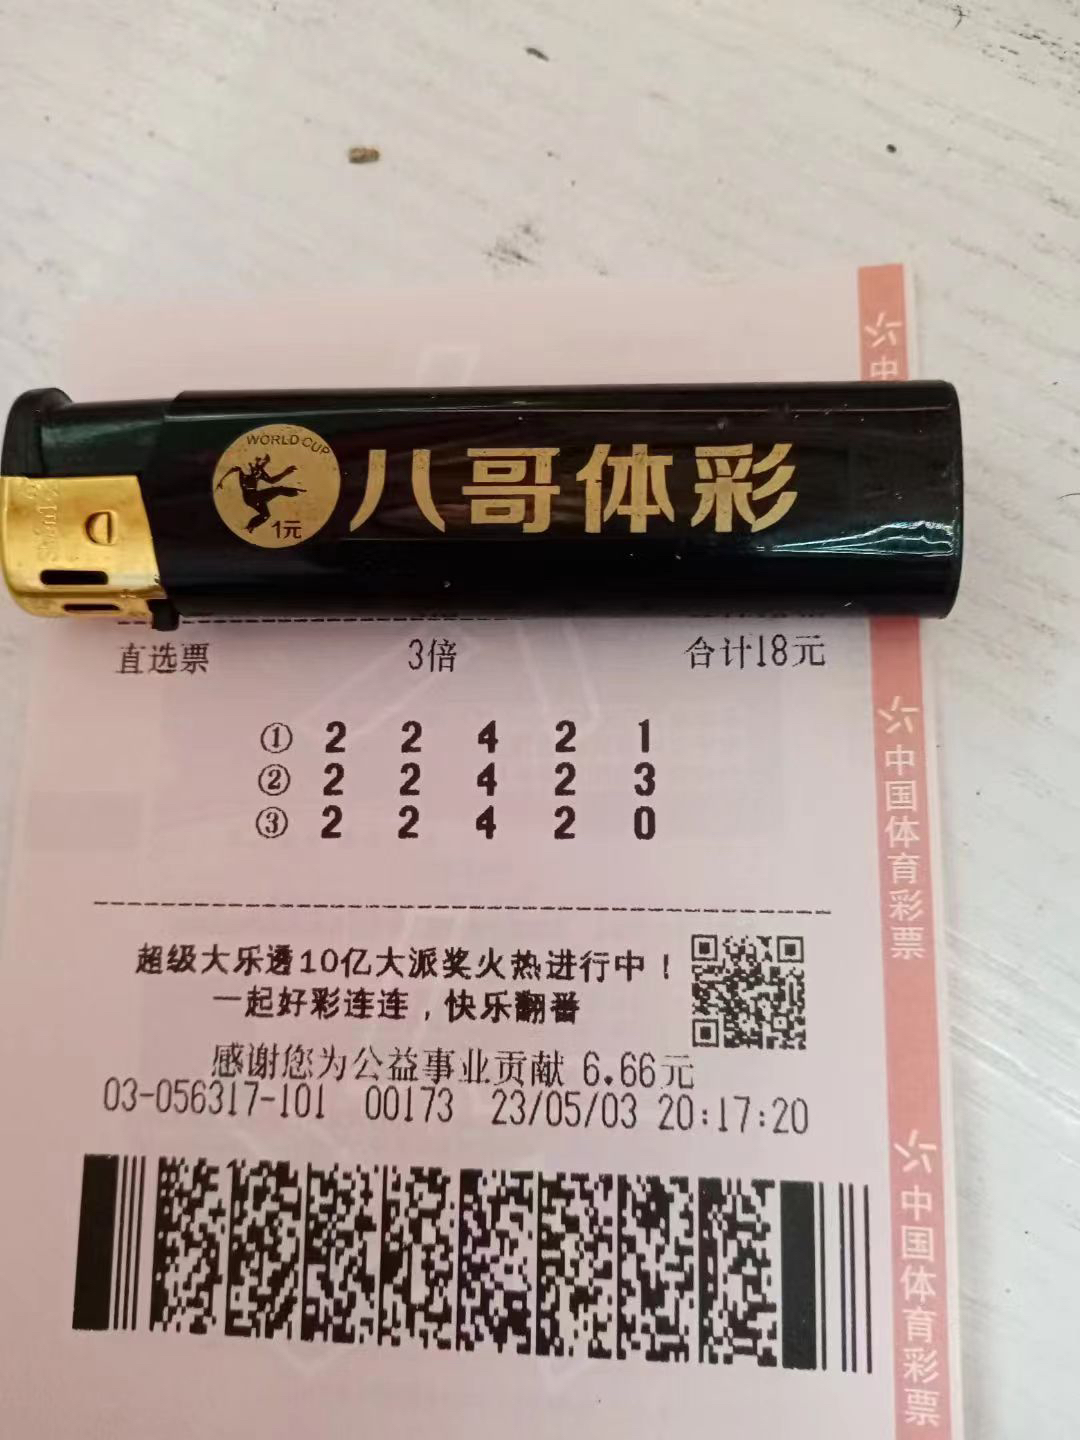 中
WORLD CUP
1元
八哥体彩
直选票 3倍 合计18元
① 2 2 4 2 1
② 2 2 4 2 3
③ 2 2 4 2 0
中国体育彩票
超级大乐透10亿大派奖火热进行中！
一起好彩连连，快乐翻番
感谢您为公益事业贡献 6.66元
03-056317-101 00173 23/05/03 20:17:20
中国体育彩票